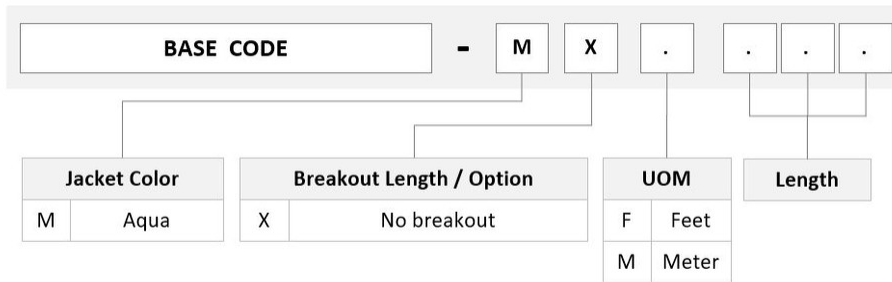 BASE CODE - M X . . . .
Jacket Color
M Aqua
Breakout Length / Option
X No breakout
UOM
F Feet
M Meter
Length